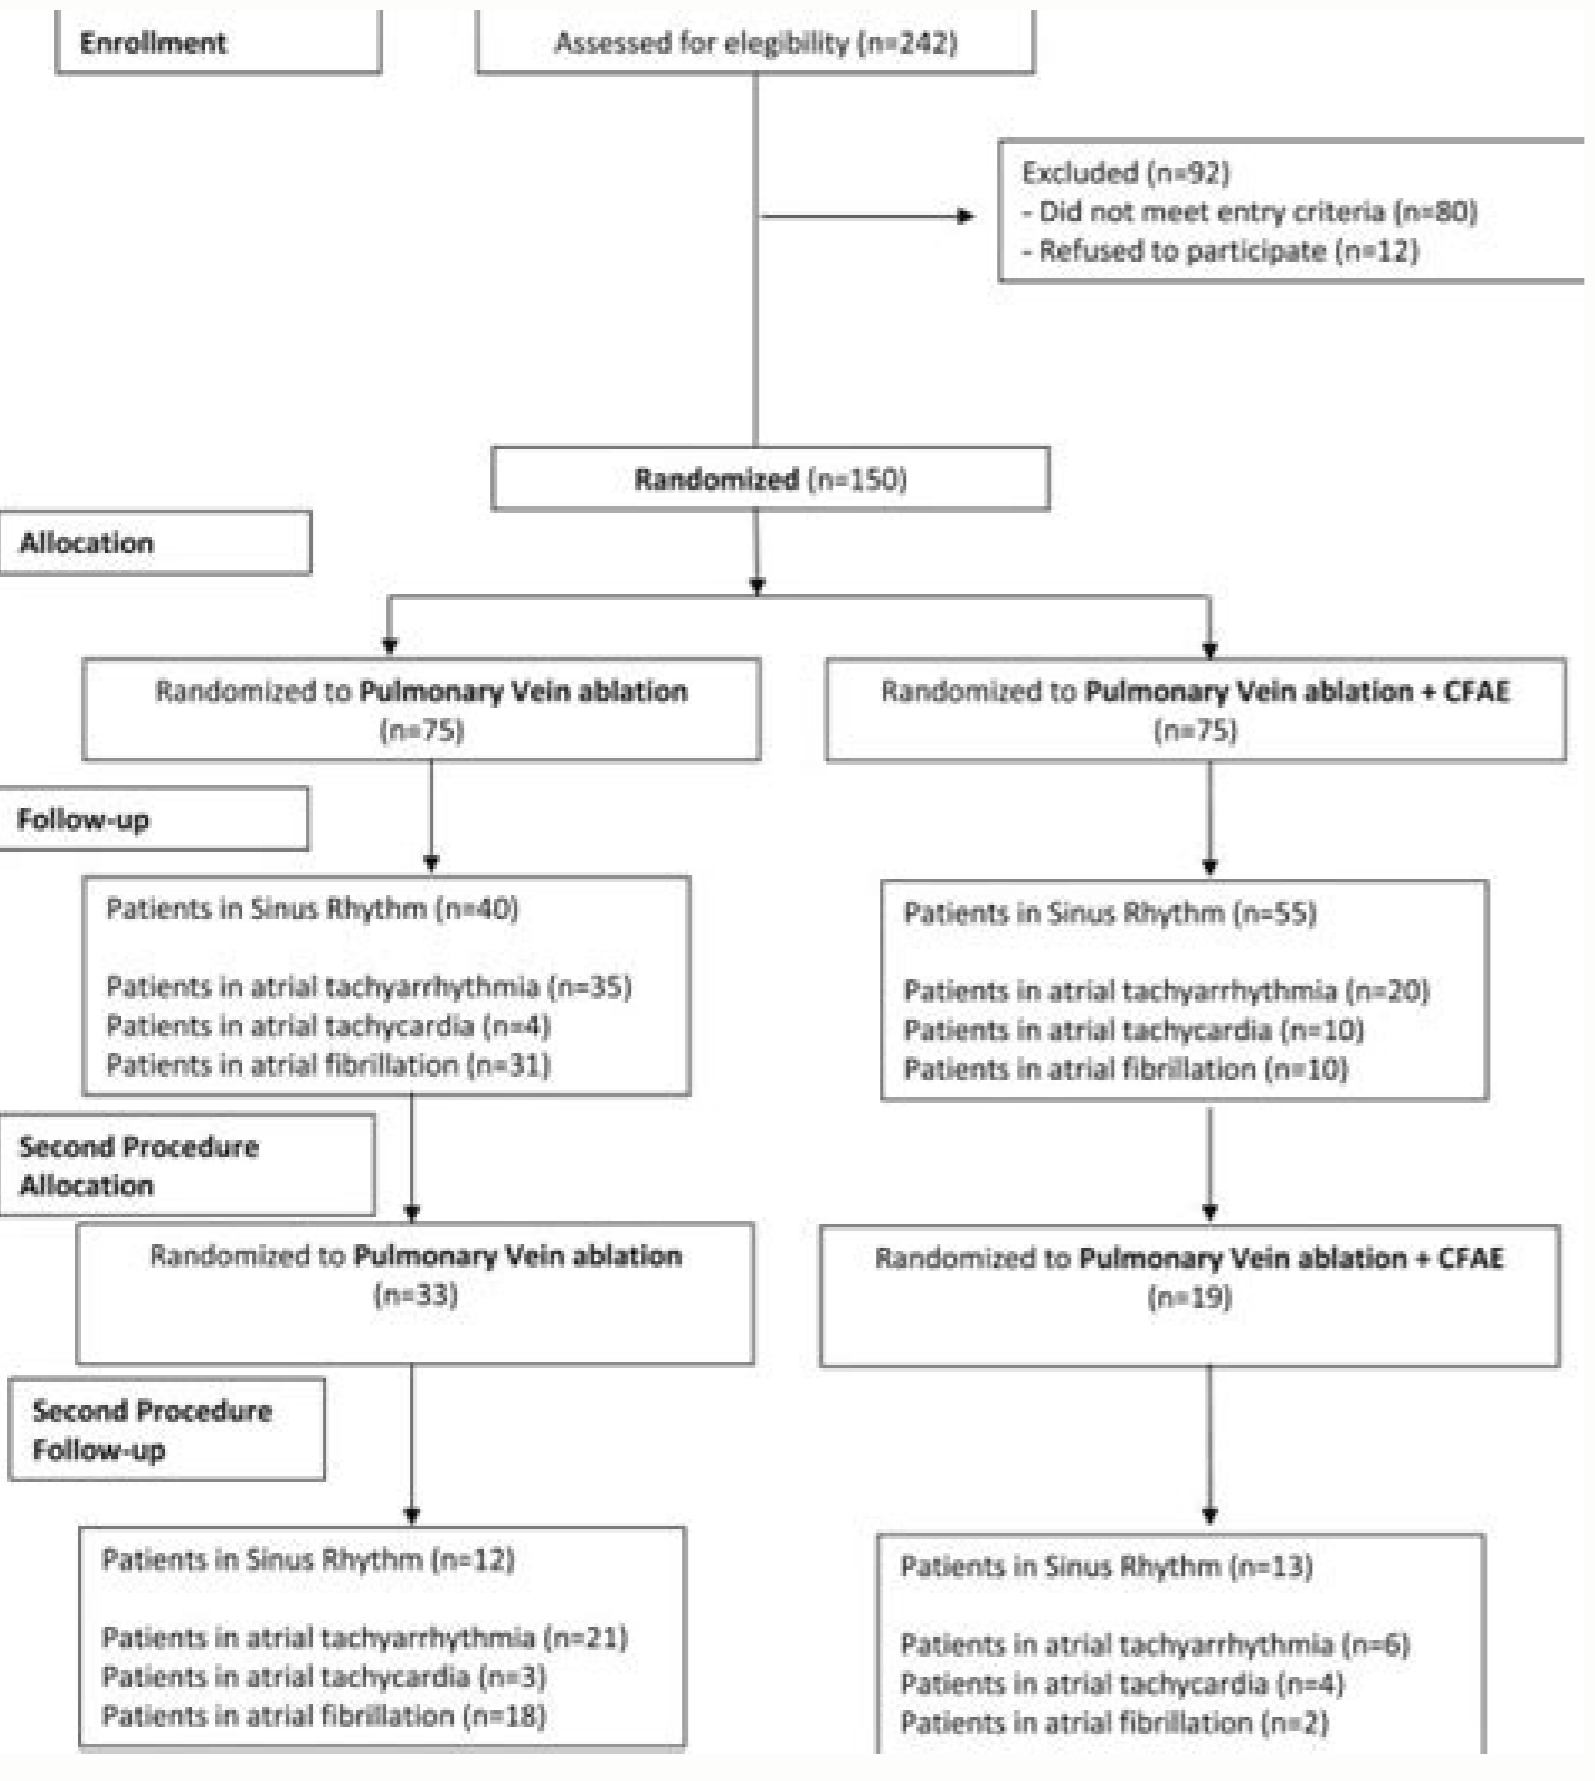 Enrollment
Assessed for elegibility (n=242)
Excluded (n=92)
- Did not meet entry criteria (n=80)
- Refused to participate (n=12)
Randomized (n=150)
Allocation
Randomized to Pulmonary Vein ablation
(n=75)
Randomized to Pulmonary Vein ablation + CFAE
(n=75)
Follow-up
Patients in Sinus Rhythm (n=40)
Patients in atrial tachyarrhythmia (n=35)
Patients in atrial tachycardia (n=4)
Patients in atrial fibrillation (n=31)
Patients in Sinus Rhythm (n=55)
Patients in atrial tachyarrhythmia (n=20)
Patients in atrial tachycardia (n=10)
Patients in atrial fibrillation (n=10)
Second Procedure
Allocation
Randomized to Pulmonary Vein ablation
(n=33)
Randomized to Pulmonary Vein ablation + CFAE
(n=19)
Second Procedure
Follow-up
Patients in Sinus Rhythm (n=12)
Patients in atrial tachyarrhythmia (n=21)
Patients in atrial tachycardia (n=3)
Patients in atrial fibrillation (n=18)
Patients in Sinus Rhythm (n=13)
Patients in atrial tachyarrhythmia (n=6)
Patients in atrial tachycardia (n=4)
Patients in atrial fibrillation (n=2)